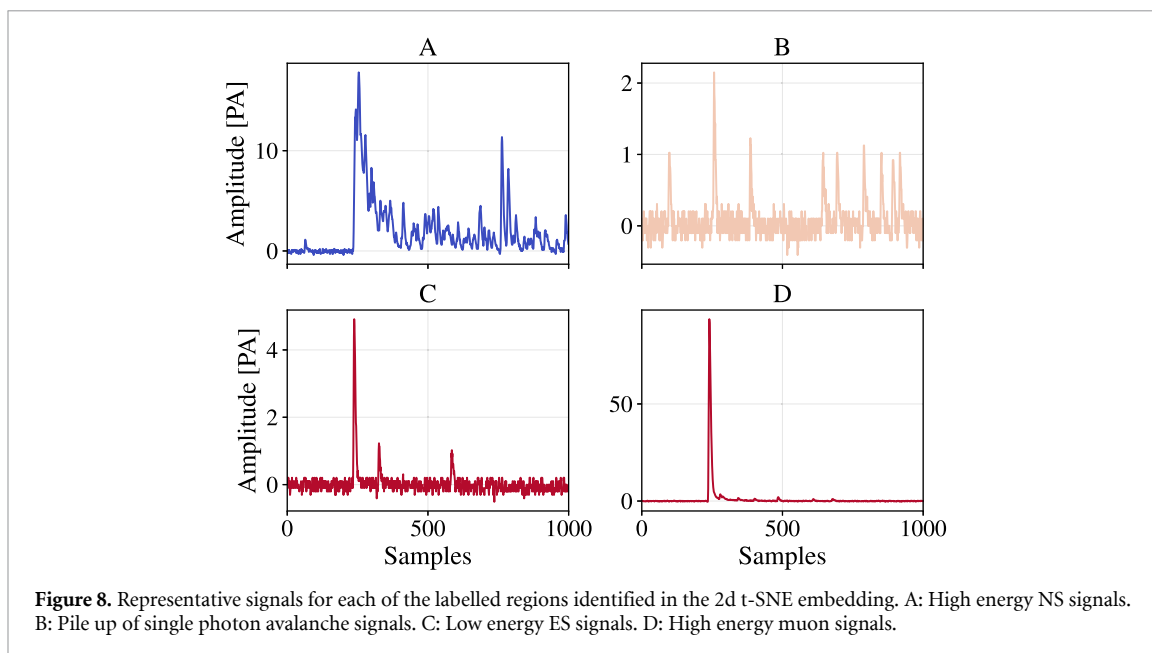 A
B
Amplitude [PA]
10
0
2
1
0
C
D
Amplitude [PA]
4
2
0
50
0
0
500
1000
0
500
1000
Samples
Samples
Figure 8. Representative signals for each of the labelled regions identified in the 2d t-SNE embedding. A: High energy NS signals.
B: Pile up of single photon avalanche signals. C: Low energy ES signals. D: High energy muon signals.